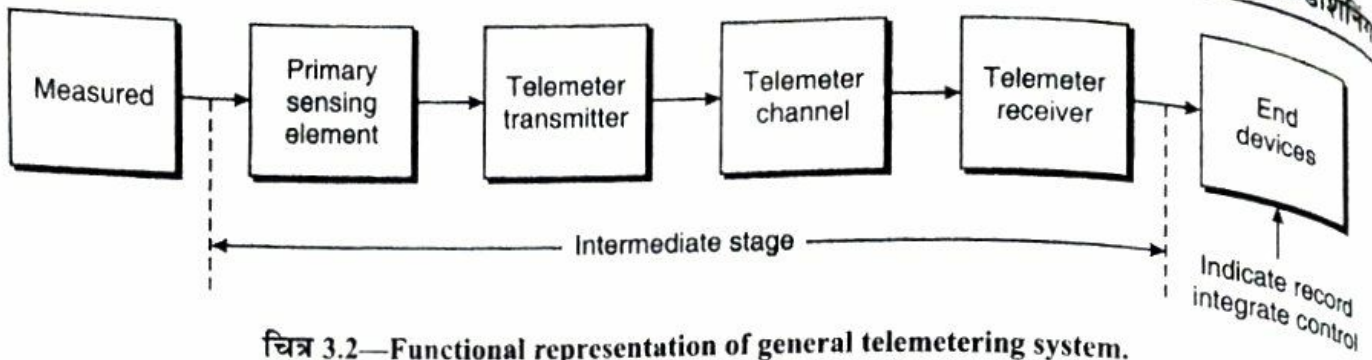 Measured
Primary
sensing
element
Telemeter
transmitter
Telemeter
channel
Telemeter
receiver
End
devices
Intermediate stage
Indicate record
integrate control
चित्र 3.2—Functional representation of general telemetering system.